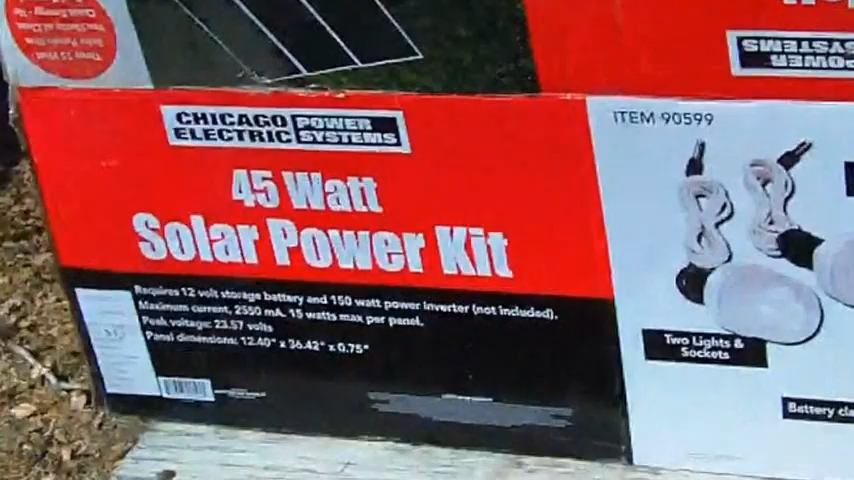 SYSTEMS
CHICAGO ELECTRIC POWER SYSTEMS
ITEM 90599
45 Watt
Solar Power Kit
Requires 12 volt storage battery and 150 watt power inverter (not included).
Maximum current, 2550 mA. 15 watts max per panel.
Peak voltage: 23.57 volts
Panel dimensions: 12.40" x 36.42" x 0.75"
Two Lights &
Sockets
Battery cla